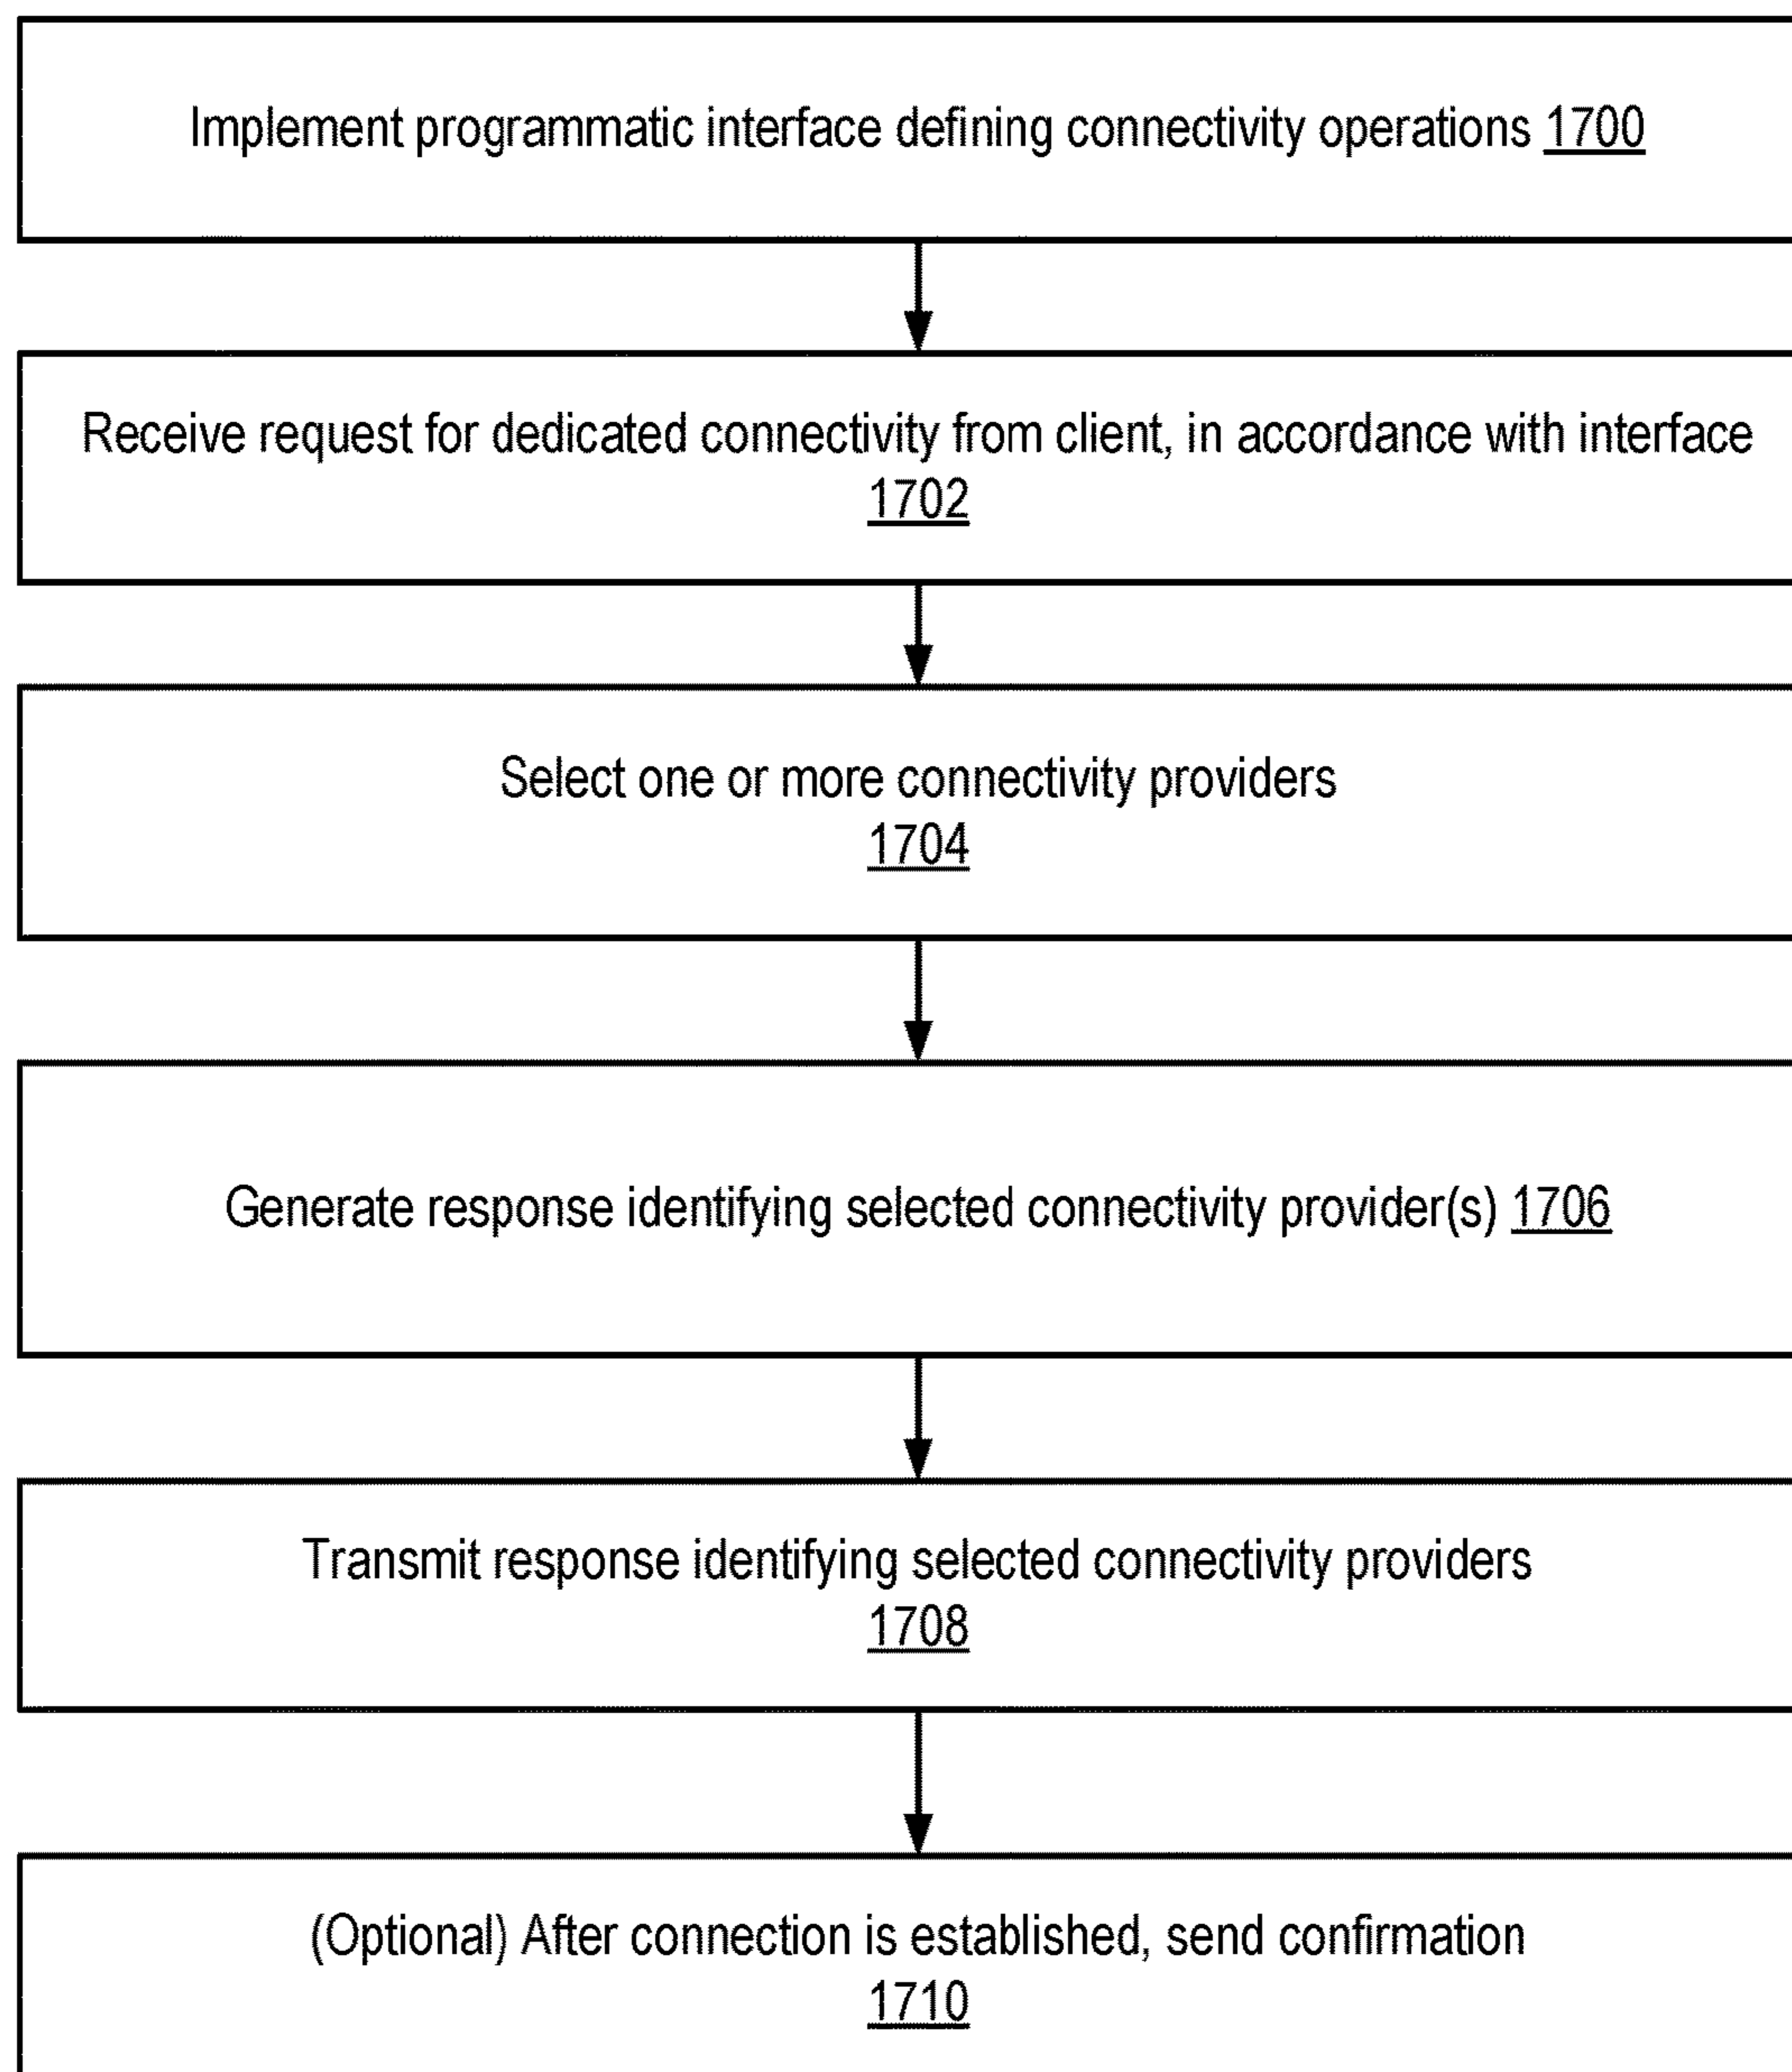 Implement programmatic interface defining connectivity operations 1700
Receive request for dedicated connectivity from client, in accordance with interface
1702
Select one or more connectivity providers
1704
Generate response identifying selected connectivity provider(s) 1706
Transmit response identifying selected connectivity providers
1708
(Optional) After connection is established, send confirmation
1710